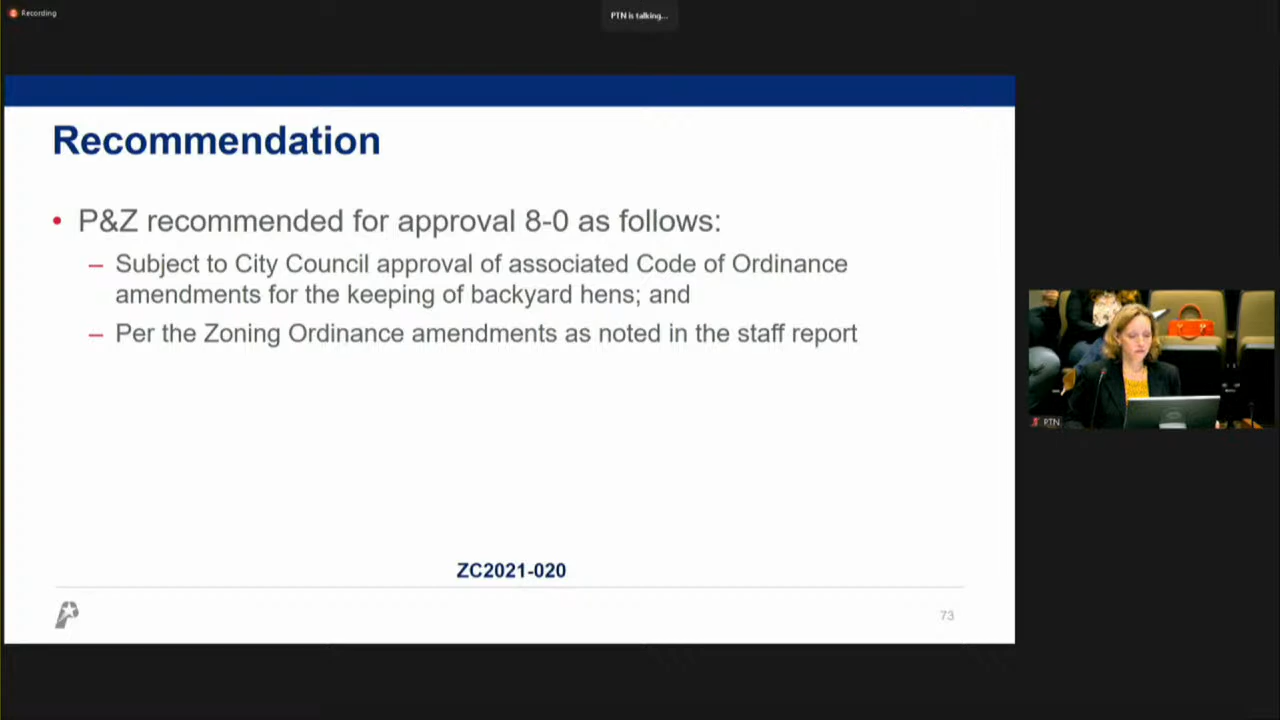 Recording
PTN is talking...
Recommendation
• P&Z recommended for approval 8-0 as follows:
– Subject to City Council approval of associated Code of Ordinance
amendments for the keeping of backyard hens; and
– Per the Zoning Ordinance amendments as noted in the staff report
PTN
ZC2021-020
73